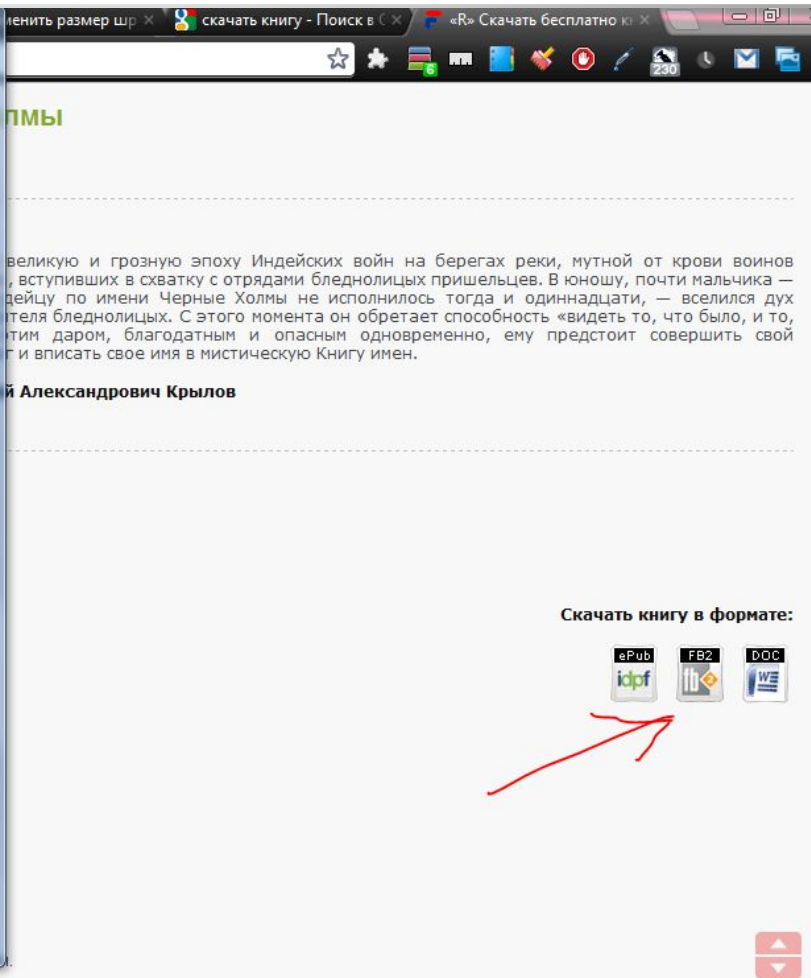 менить размер шр
скачать книгу - Поиск в
«R» Скачать бесплатно к
6
230
лмы
великую и грозную эпоху Индейских войн на берегах реки, мутной от крови воинов
, вступивших в схватку с отрядами бледнолицых пришельцев. В юношу, почти мальчика —
дейцу по имени Черные Холмы не исполнилось тогда и одиннадцати, — вселился дух
ителя бледнолицых. С этого момента он обретает способность «видеть то, что было, и то,
этим даром, благодатным и опасным одновременно, ему предстоит совершить свой
г и вписать свое имя в мистическую Книгу имен.
й Александрович Крылов
Скачать книгу в формате:
ePub FB2 DOC
idpf fb2 W